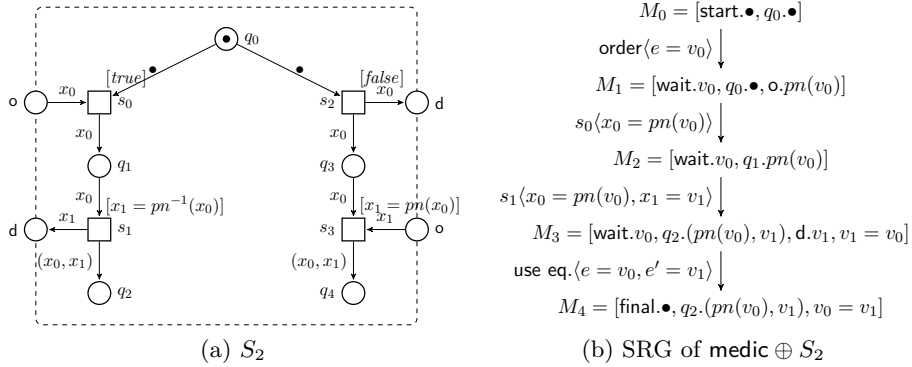 q₀
[true]
[false]
o
x₀
s₀
s₂
x₀
d
x₀
x₀
q₁
q₃
x₀
x₀
[x₁ = pn⁻¹(x₀)]
[x₁ = pn(x₀)]
d
x₁
s₁
s₃
x₁
o
(x₀, x₁)
(x₀, x₁)
q₂
q₄
(a) S₂
M₀ = [start.•, q₀.•]
order⟨e = v₀⟩
M₁ = [wait.v₀, q₀.•, o.pn(v₀)]
s₀⟨x₀ = pn(v₀)⟩
M₂ = [wait.v₀, q₁.pn(v₀)]
s₁⟨x₀ = pn(v₀), x₁ = v₁⟩
M₃ = [wait.v₀, q₂.(pn(v₀), v₁), d.v₁, v₁ = v₀]
use eq.⟨e = v₀, e′ = v₁⟩
M₄ = [final.•, q₂.(pn(v₀), v₁), v₀ = v₁]
(b) SRG of medic ⊕ S₂